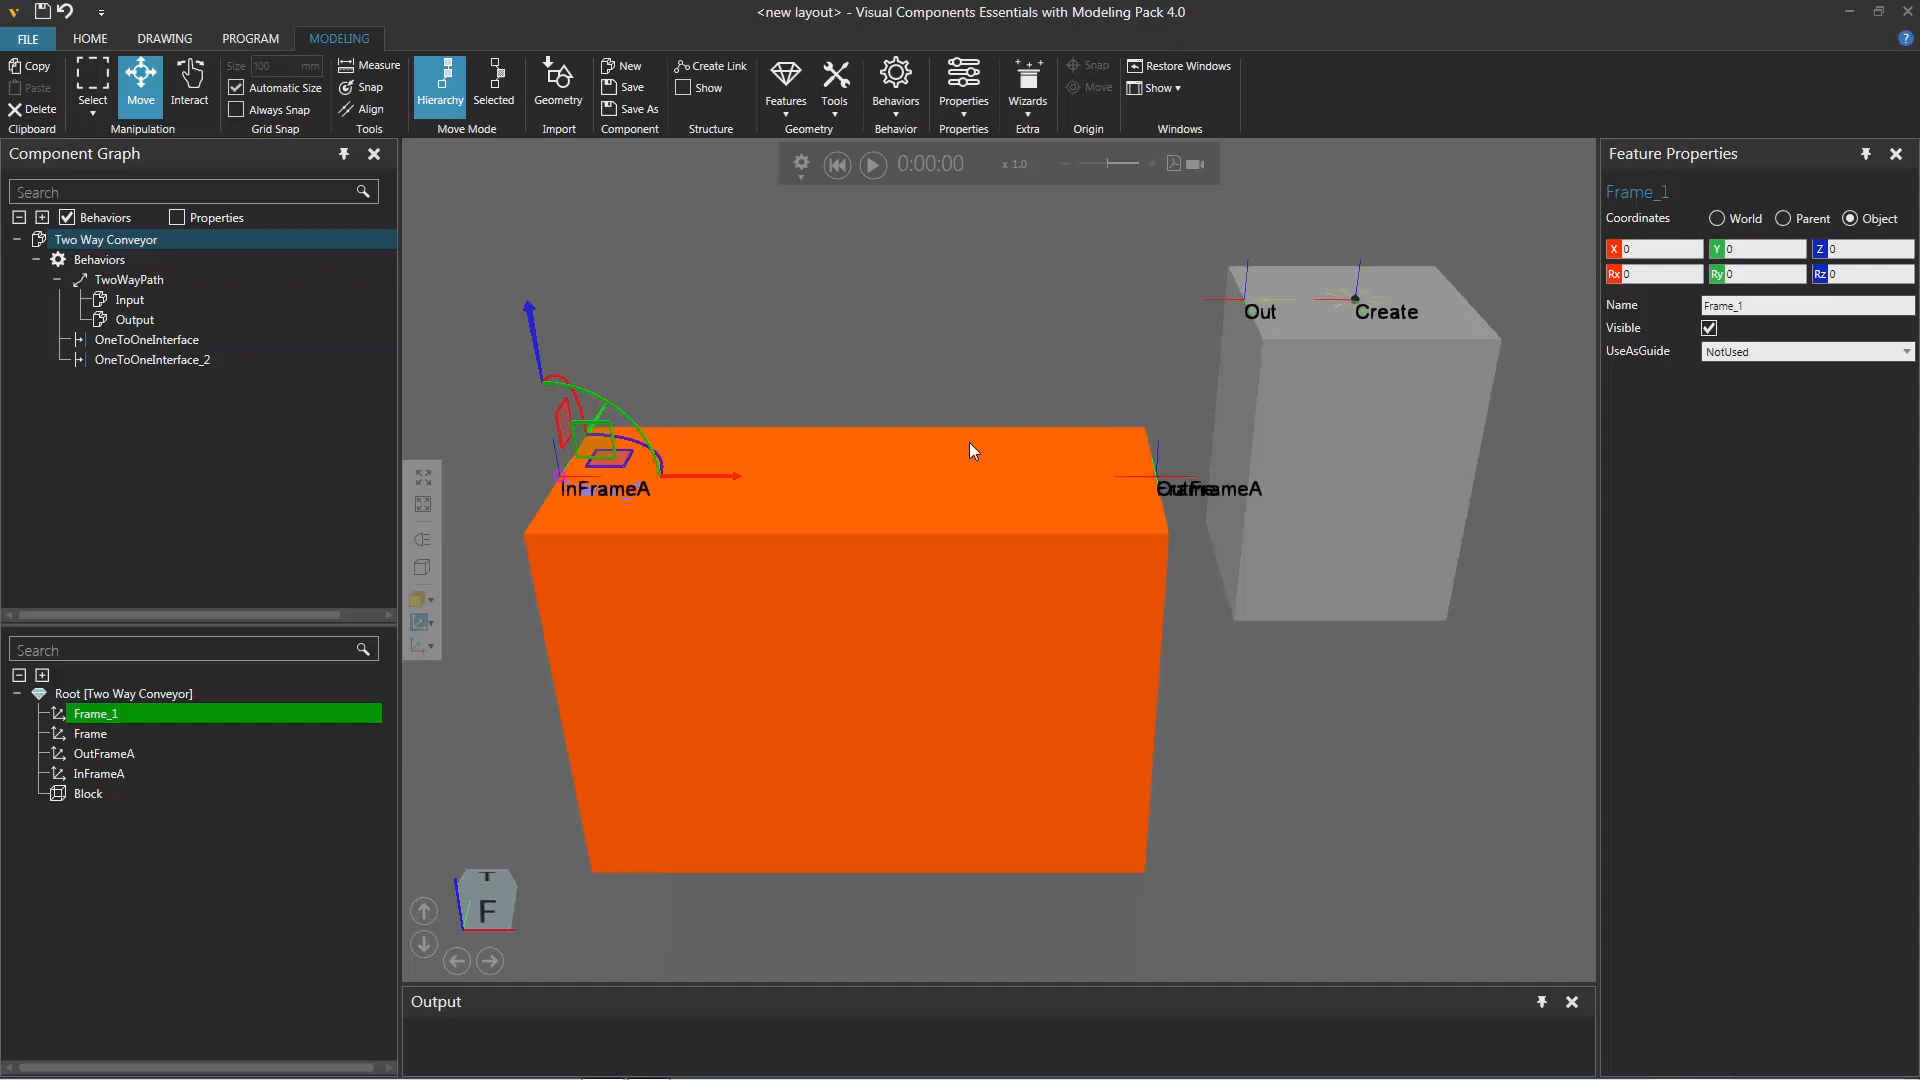 <new layout> - Visual Components Essentials with Modeling Pack 4.0
FILE HOME DRAWING PROGRAM MODELING
Copy
Paste
Delete
Clipboard
Select
Move
Interact
Manipulation
Size 100 mm
Automatic Size
Always Snap
Grid Snap
Measure
Snap
Align
Tools
Hierarchy
Selected
Move Mode
Geometry
Import
New
Save
Save As
Component
Create Link
Show
Structure
Features
Tools
Geometry
Behaviors
Behavior
Properties
Properties
Wizards
Extra
Snap
Move
Origin
Restore Windows
Show
Windows
Component Graph
Search
Behaviors Properties
Two Way Conveyor
Behaviors
TwoWayPath
Input
Output
OneToOneInterface
OneToOneInterface_2
Search
Root [Two Way Conveyor]
Frame_1
Frame
OutFrameA
InFrameA
Block
0:00:00 x 1.0
Out
Create
InFrameA
T
F
Output
Feature Properties
Frame_1
Coordinates World Parent Object
X 0 Y 0 Z 0
Rx 0 Ry 0 Rz 0
Name Frame_1
Visible
UseAsGuide NotUsed